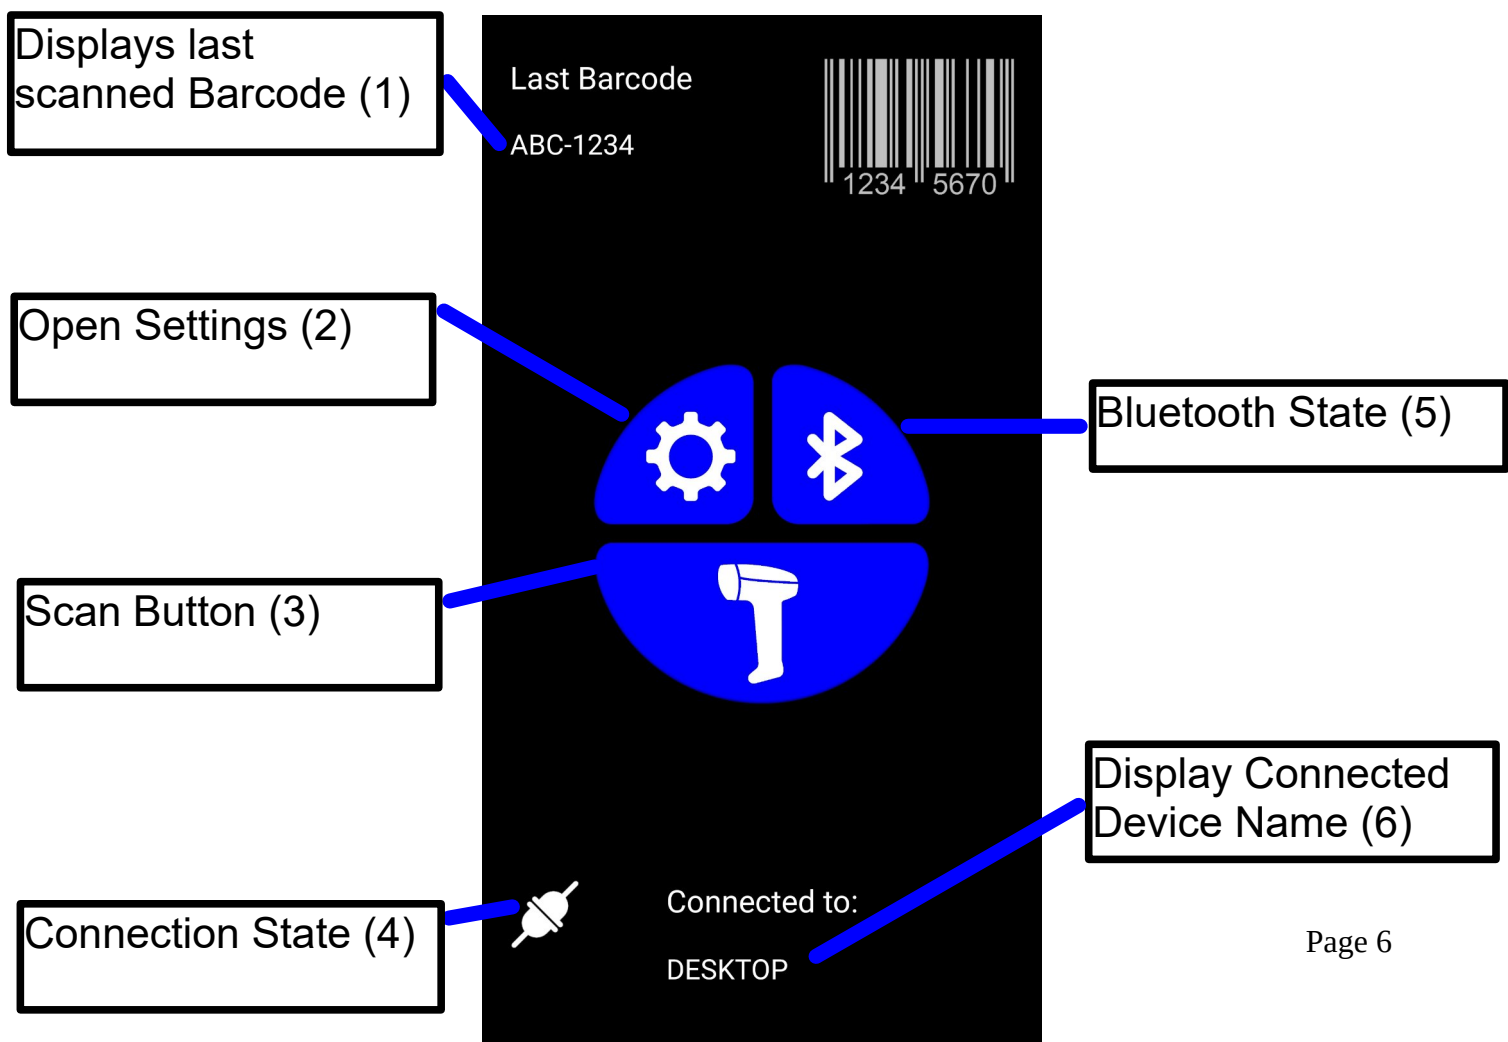 Displays last
scanned Barcode (1)
Last Barcode
ABC-1234
1234 5670
Open Settings (2)
Bluetooth State (5)
Scan Button (3)
Display Connected
Device Name (6)
Connection State (4)
Connected to:
DESKTOP
Page 6